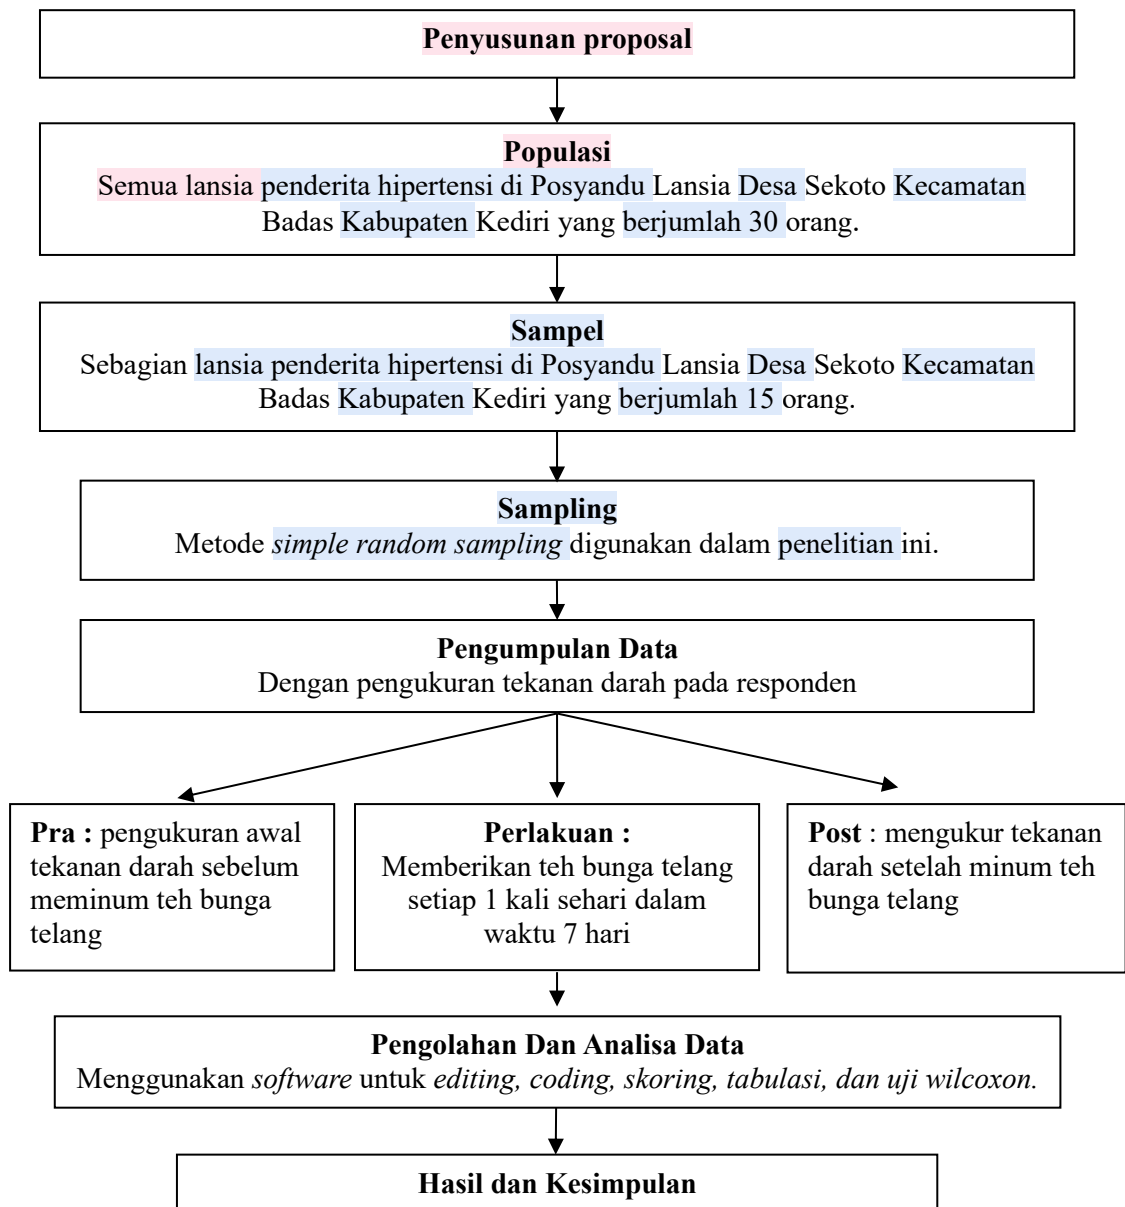 Penyusunan proposal
Populasi
Semua lansia penderita hipertensi di Posyandu Lansia Desa Sekoto Kecamatan
Badas Kabupaten Kediri yang berjumlah 30 orang.
Sampel
Sebagian lansia penderita hipertensi di Posyandu Lansia Desa Sekoto Kecamatan
Badas Kabupaten Kediri yang berjumlah 15 orang.
Sampling
Metode simple random sampling digunakan dalam penelitian ini.
Pengumpulan Data
Dengan pengukuran tekanan darah pada responden
Pra : pengukuran awal
tekanan darah sebelum
meminum teh bunga
telang
Perlakuan :
Memberikan teh bunga telang
setiap 1 kali sehari dalam
waktu 7 hari
Post : mengukur tekanan
darah setelah minum teh
bunga telang
Pengolahan Dan Analisa Data
Menggunakan software untuk editing, coding, skoring, tabulasi, dan uji wilcoxon.
Hasil dan Kesimpulan